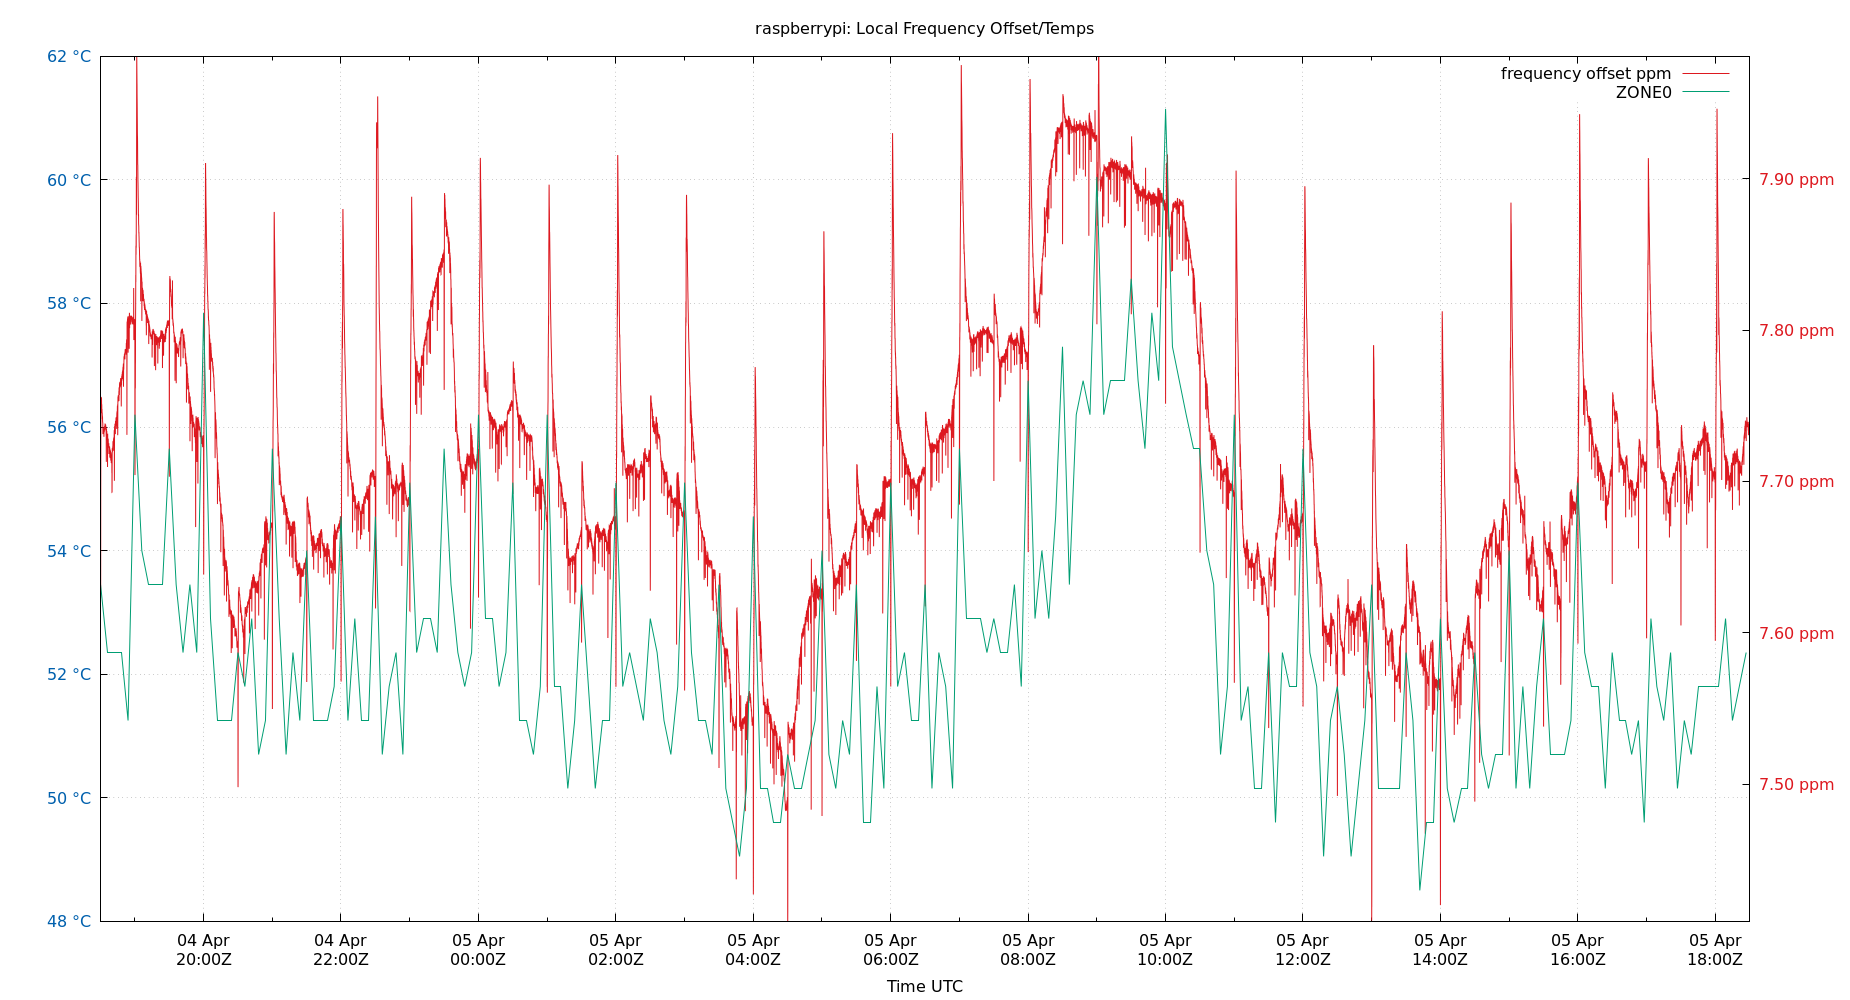 raspberrypi: Local Frequency Offset/Temps
62 °C
60 °C
58 °C
56 °C
54 °C
52 °C
50 °C
48 °C
frequency offset ppm
ZONE0
7.90 ppm
7.80 ppm
7.70 ppm
7.60 ppm
7.50 ppm
04 Apr
20:00Z
04 Apr
22:00Z
05 Apr
00:00Z
05 Apr
02:00Z
05 Apr
04:00Z
05 Apr
06:00Z
05 Apr
08:00Z
05 Apr
10:00Z
05 Apr
12:00Z
05 Apr
14:00Z
05 Apr
16:00Z
05 Apr
18:00Z
Time UTC